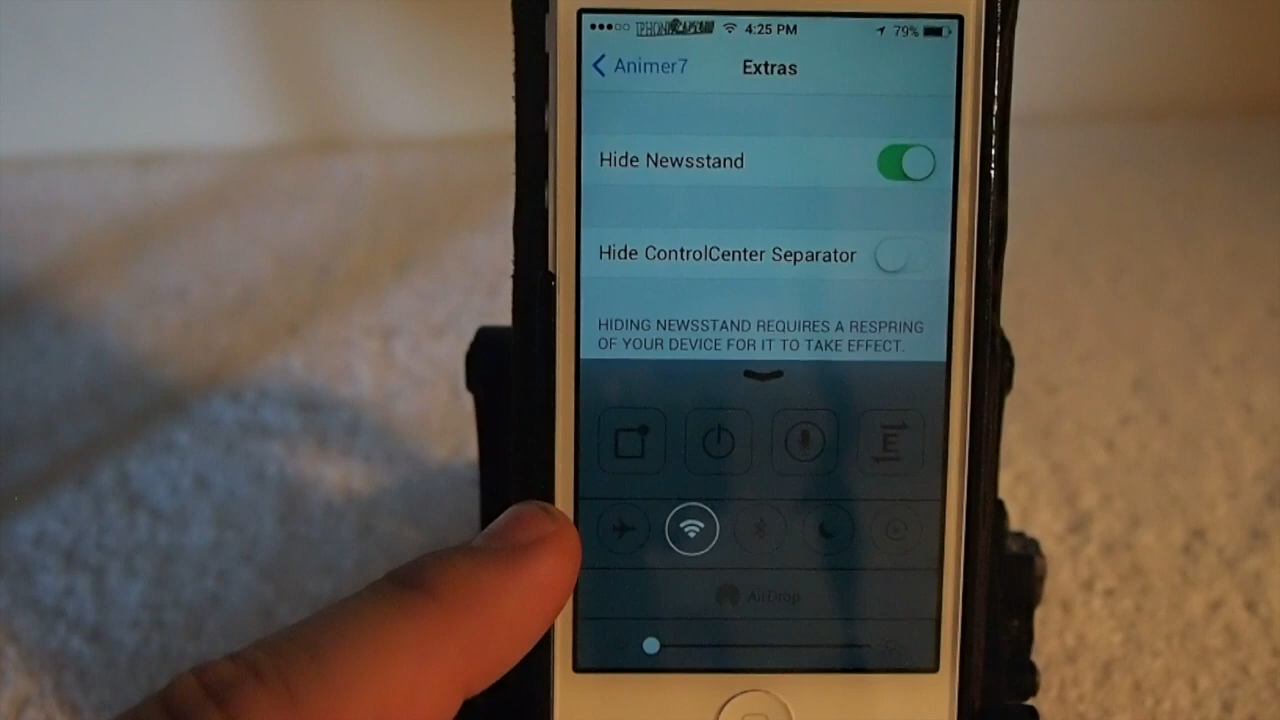 4:25 PM
79%
Animer7
Extras
Hide Newsstand
Hide ControlCenter Separator
HIDING NEWSSTAND REQUIRES A RESPRING
OF YOUR DEVICE FOR IT TO TAKE EFFECT.
E
AirDrop